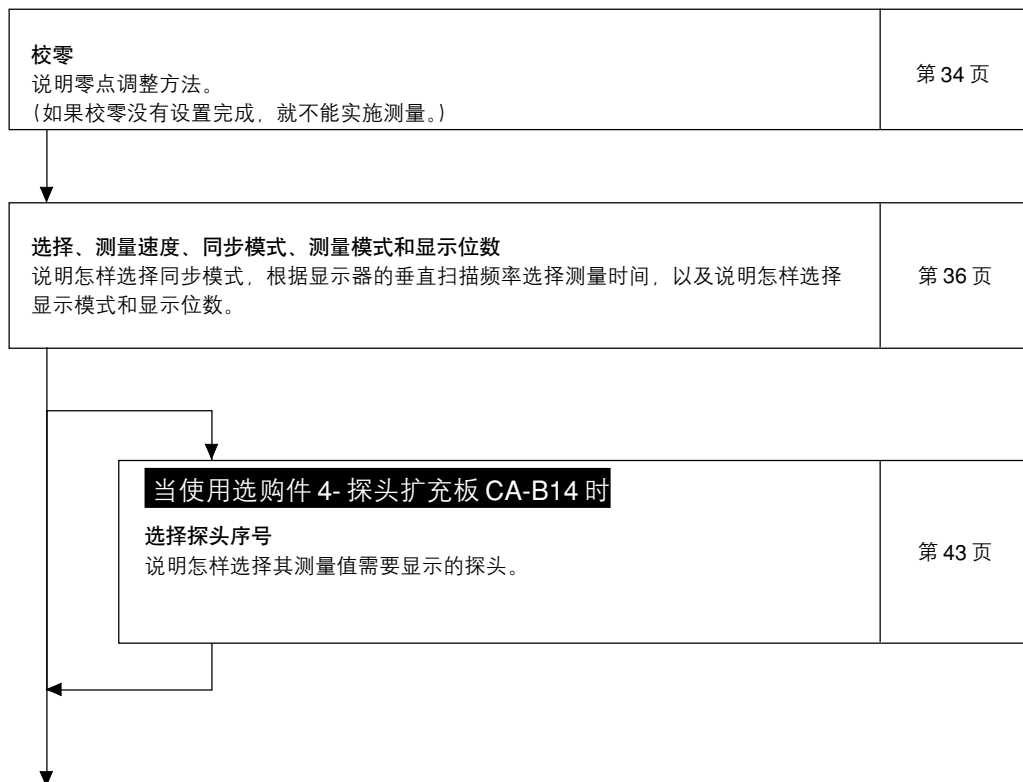 校零
说明零点调整方法。
(如果校零没有设置完成, 就不能实施测量。)
第 34 页
选择、测量速度、同步模式、测量模式和显示位数
说明怎样选择同步模式, 根据显示器的垂直扫描频率选择测量时间, 以及说明怎样选择
显示模式和显示位数。
第 36 页
当使用选购件 4- 探头扩充板 CA-B14 时
选择探头序号
说明怎样选择其测量值需要显示的探头。
第 43 页